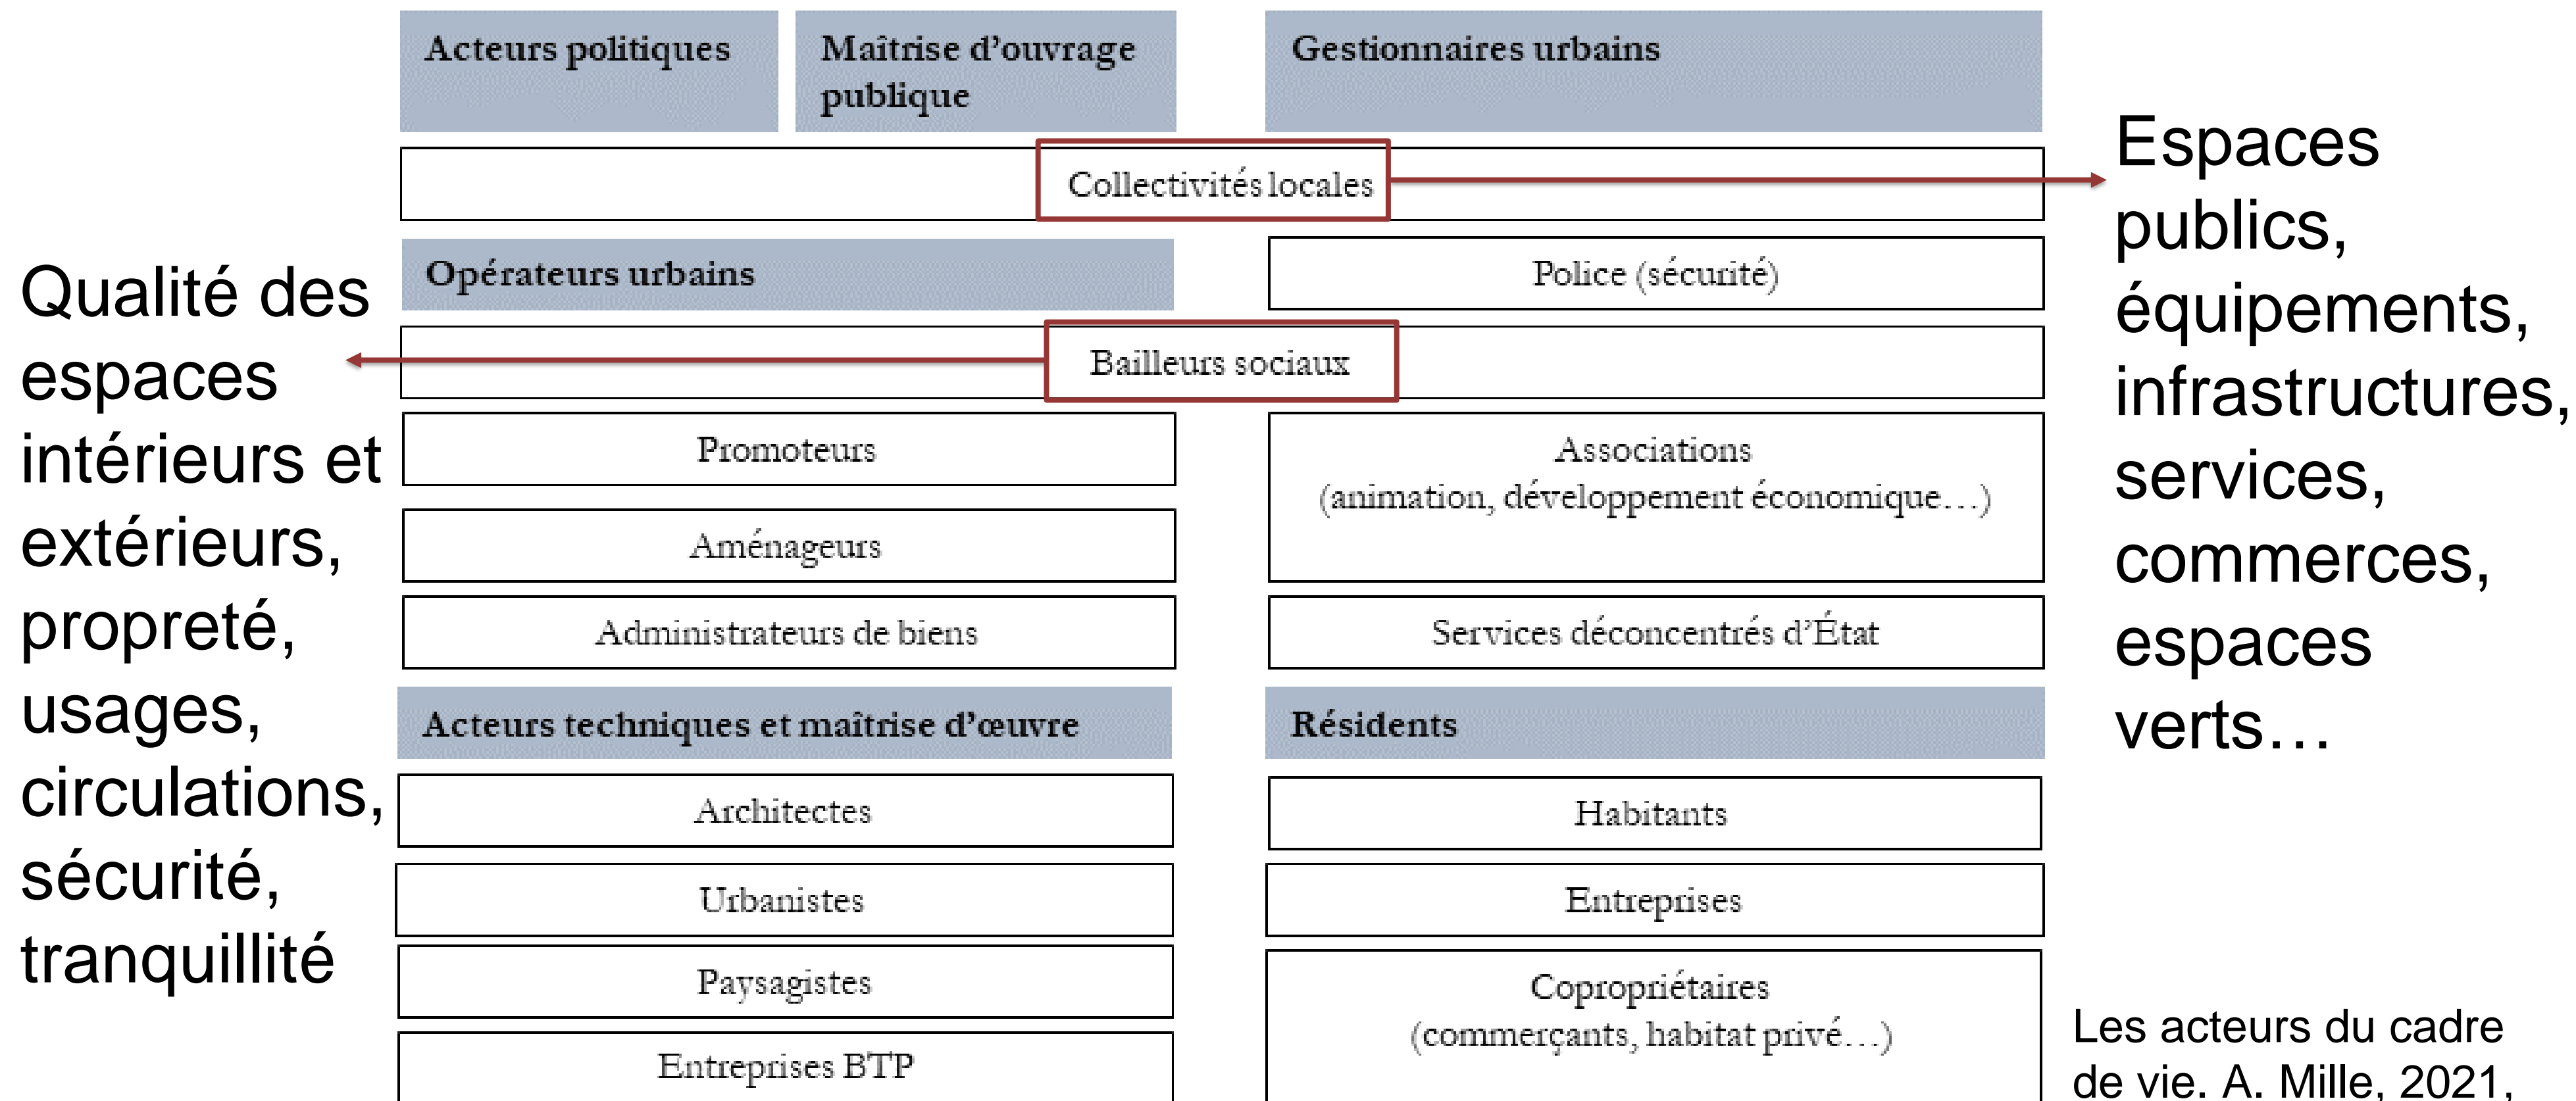 Acteurs politiques
Maîtrise d'ouvrage
publique
Gestionnaires urbains
Collectivités locales
Opérateurs urbains
Police (sécurité)
Bailleurs sociaux
Promoteurs
Aménageurs
Administrateurs de biens
Associations
(animation, développement économique…)
Services déconcentrés d'État
Acteurs techniques et maîtrise d'œuvre
Architectes
Urbanistes
Paysagistes
Entreprises BTP
Résidents
Habitants
Entreprises
Copropriétaires
(commerçants, habitat privé…)
Qualité des
espaces
intérieurs et
extérieurs,
propreté,
usages,
circulations,
sécurité,
tranquillité
Espaces
publics,
équipements,
infrastructures,
services,
commerces,
espaces
verts…
Les acteurs du cadre
de vie. A. Mille, 2021,